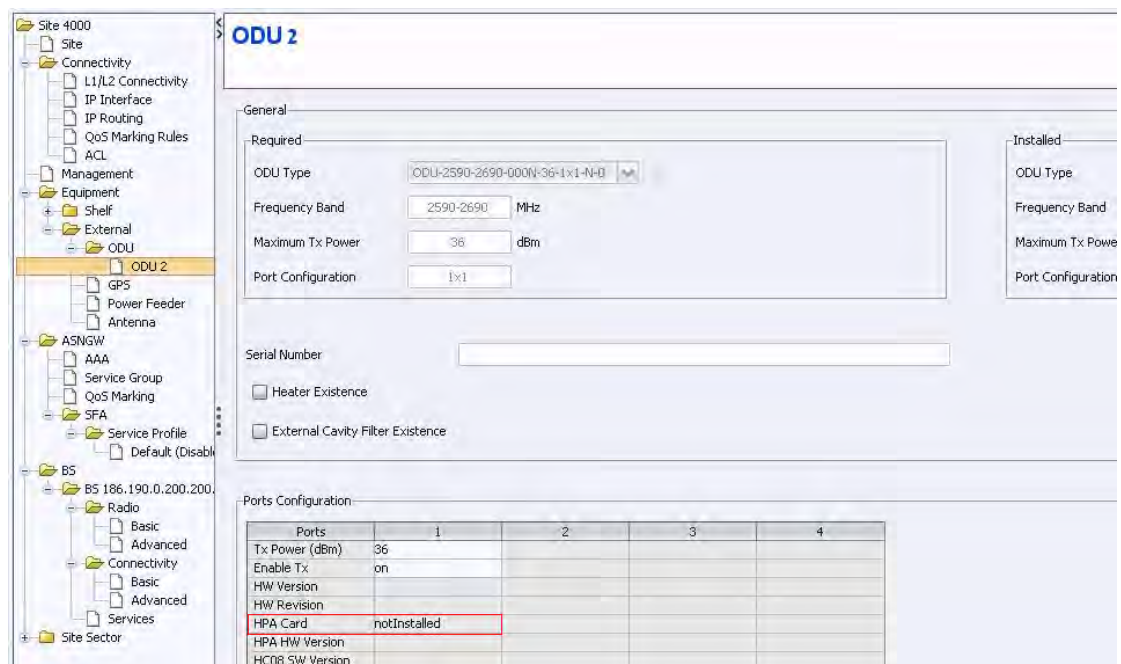 Site 4000
Site
Connectivity
L1/L2 Connectivity
IP Interface
IP Routing
QoS Marking Rules
ACL
Management
Equipment
Shelf
External
ODU
ODU 2
GPS
Power Feeder
Antenna
ASNGW
AAA
Service Group
QoS Marking
SFA
Service Profile
Default (Disable
BS
BS 186.190.0.200.200.
Radio
Basic
Advanced
Connectivity
Basic
Advanced
Services
Site Sector
ODU 2
General
Required
ODU Type ODU-2590-2690-000N-36-1x1-N-0
Frequency Band 2590-2690 MHz
Maximum Tx Power 36 dBm
Port Configuration 1x1
Installed
ODU Type
Frequency Band
Maximum Tx Powe
Port Configuration
Serial Number
Heater Existence
External Cavity Filter Existence
Ports Configuration
Ports 1 2 3 4
Tx Power (dBm) 36
Enable Tx on
HW Version
HW Revision
HPA Card notInstalled
HPA HW Version
HC08 SW Version